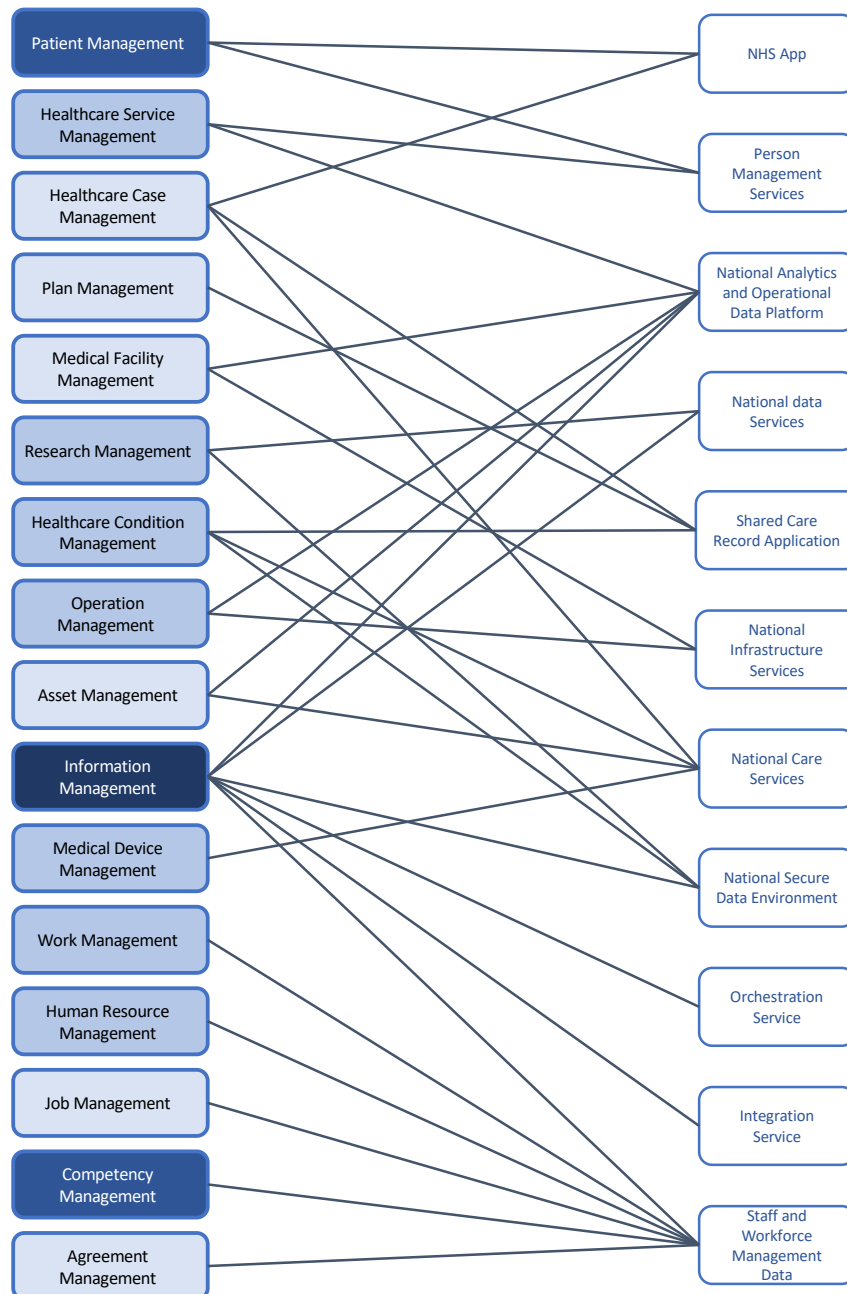 Patient Management
Healthcare Service
Management
Healthcare Case
Management
Plan Management
Medical Facility
Management
Research Management
Healthcare Condition
Management
Operation
Management
Asset Management
Information
Management
Medical Device
Management
Work Management
Human Resource
Management
Job Management
Competency
Management
Agreement
Management
NHS App
Person
Management
Services
National Analytics
and Operational
Data Platform
National data
Services
Shared Care
Record Application
National
Infrastructure
Services
National Care
Services
National Secure
Data Environment
Orchestration
Service
Integration
Service
Staff and
Workforce
Management
Data